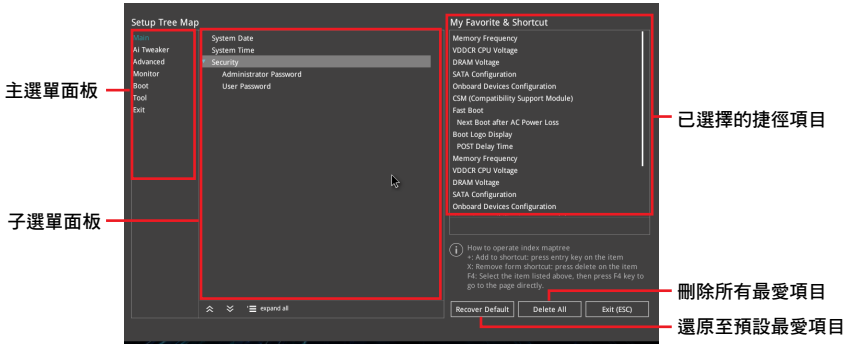 Setup Tree Map
Main
Ai Tweaker
Advanced
Monitor
Boot
Tool
Exit
System Date
System Time
Security
Administrator Password
User Password
expand all
My Favorite & Shortcut
Memory Frequency
VDDCR CPU Voltage
DRAM Voltage
SATA Configuration
Onboard Devices Configuration
CSM (Compatibility Support Module)
Fast Boot
Next Boot after AC Power Loss
Boot Logo Display
POST Delay Time
Memory Frequency
VDDCR CPU Voltage
DRAM Voltage
SATA Configuration
Onboard Devices Configuration
How to operate index maptree
+: Add to shortcut: press entry key on the item
X: Remove form shortcut: press delete on the item
F4: Select the item listed above, then press F4 key to
go to the page directly.
Recover Default
Delete All
Exit (ESC)
主選單面板
子選單面板
已選擇的捷徑項目
刪除所有最愛項目
還原至預設最愛項目